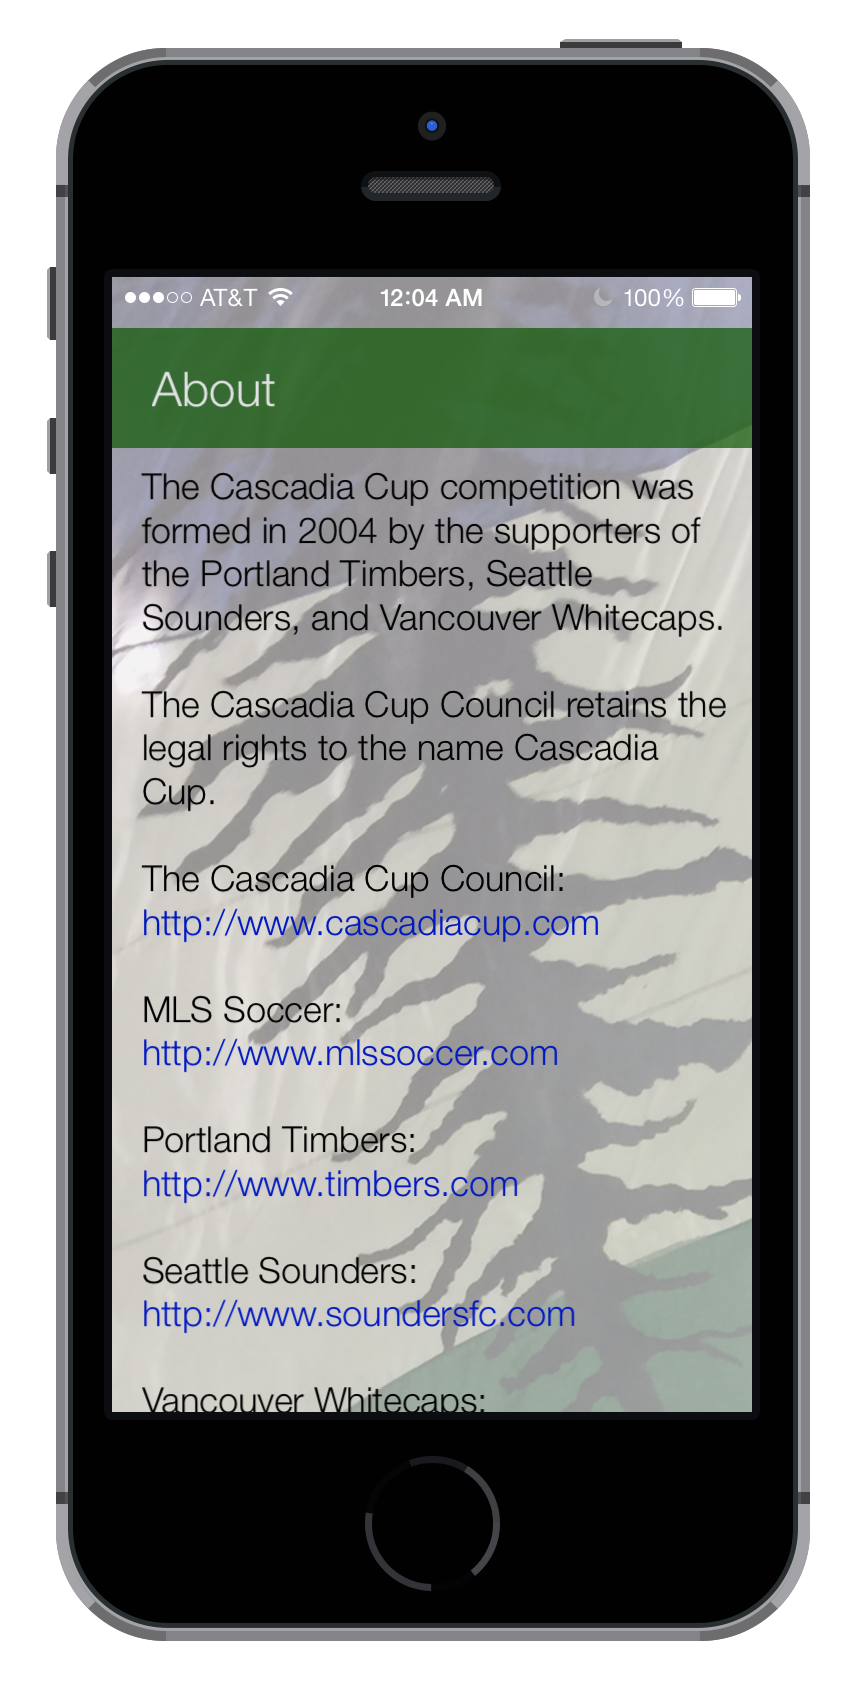 AT&T 12:04 AM 100%
About
The Cascadia Cup competition was
formed in 2004 by the supporters of
the Portland Timbers, Seattle
Sounders, and Vancouver Whitecaps.
The Cascadia Cup Council retains the
legal rights to the name Cascadia
Cup.
The Cascadia Cup Council:
http://www.cascadiacup.com
MLS Soccer:
http://www.mlssoccer.com
Portland Timbers:
http://www.timbers.com
Seattle Sounders:
http://www.soundersfc.com
Vancouver Whitecaps: